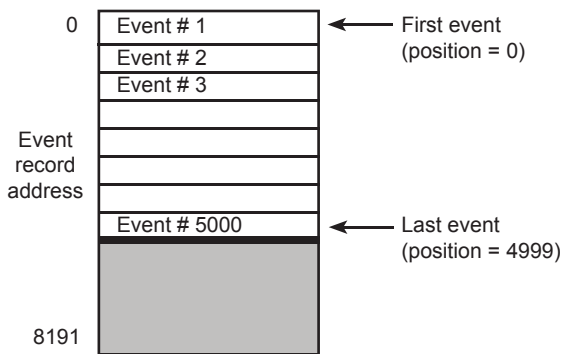 0
Event # 1
First event
(position = 0)
Event # 2
Event # 3
Event
record
address
Event # 5000
Last event
(position = 4999)
8191